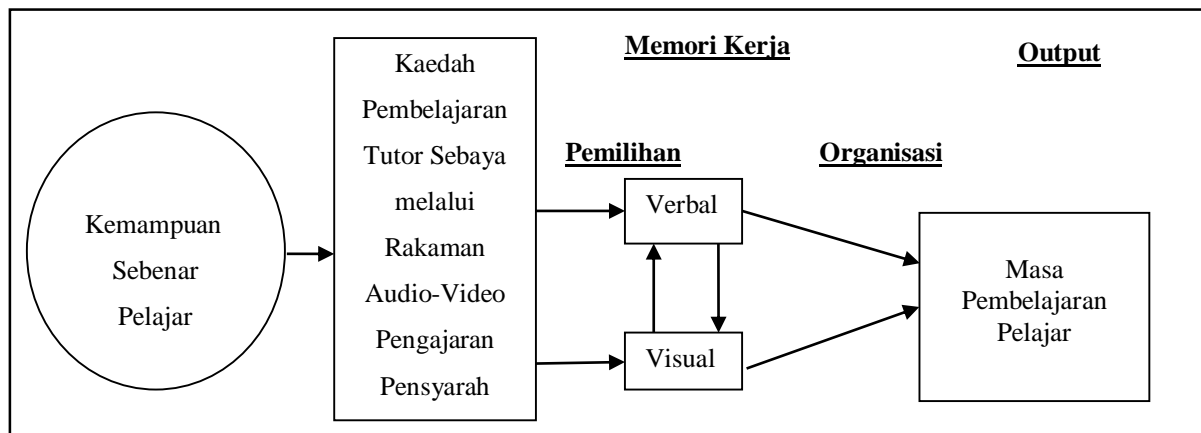 Memori Kerja
Output
Kemampuan
Sebenar
Pelajar
Kaedah
Pembelajaran
Tutor Sebaya
melalui
Rakaman
Audio-Video
Pengajaran
Pensyarah
Pemilihan
Organisasi
Verbal
Visual
Masa
Pembelajaran
Pelajar